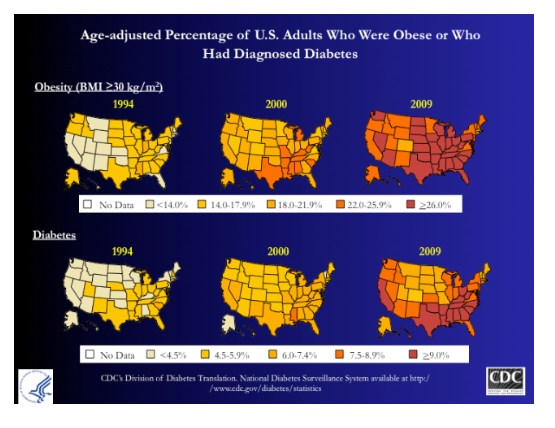 Age-adjusted Percentage of U.S. Adults Who Were Obese or Who
Had Diagnosed Diabetes
Obesity (BMI ≥30 kg/m²)
1994 2000 2009
No Data <14.0% 14.0-17.9% 18.0-21.9% 22.0-25.9% ≥26.0%
Diabetes
1994 2000 2009
No Data <4.5% 4.5-5.9% 6.0-7.4% 7.5-8.9% ≥9.0%
CDC's Division of Diabetes Translation. National Diabetes Surveillance System available at http:/
/www.cdc.gov/diabetes/statistics
CDC